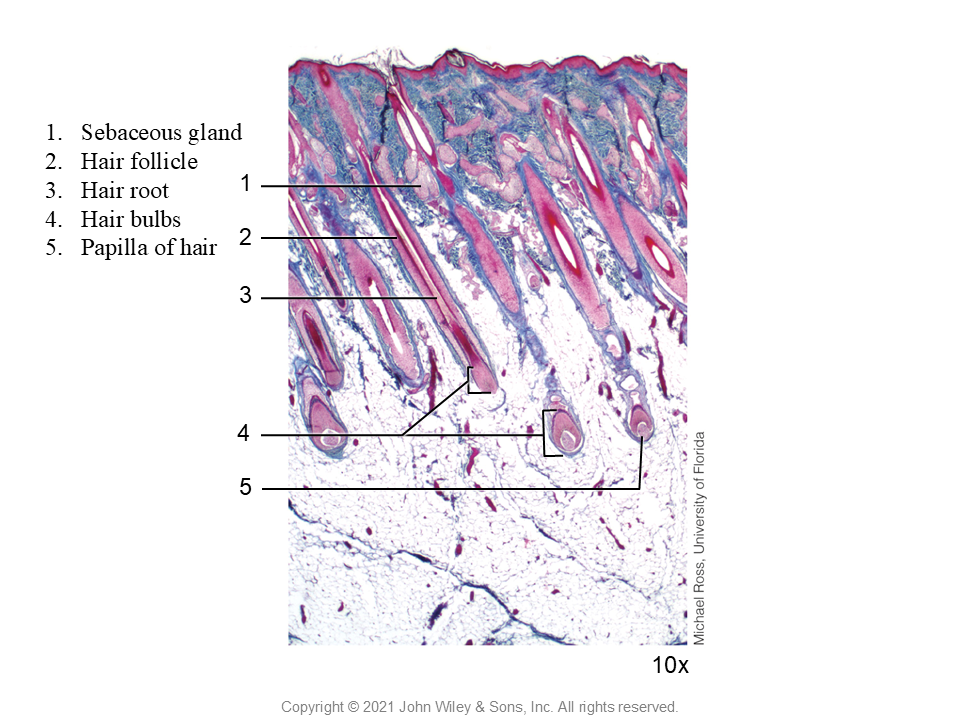 1. Sebaceous gland
2. Hair follicle
3. Hair root
4. Hair bulbs
5. Papilla of hair
1
2
3
4
5
Michael Ross, University of Florida
10x
Copyright © 2021 John Wiley & Sons, Inc. All rights reserved.